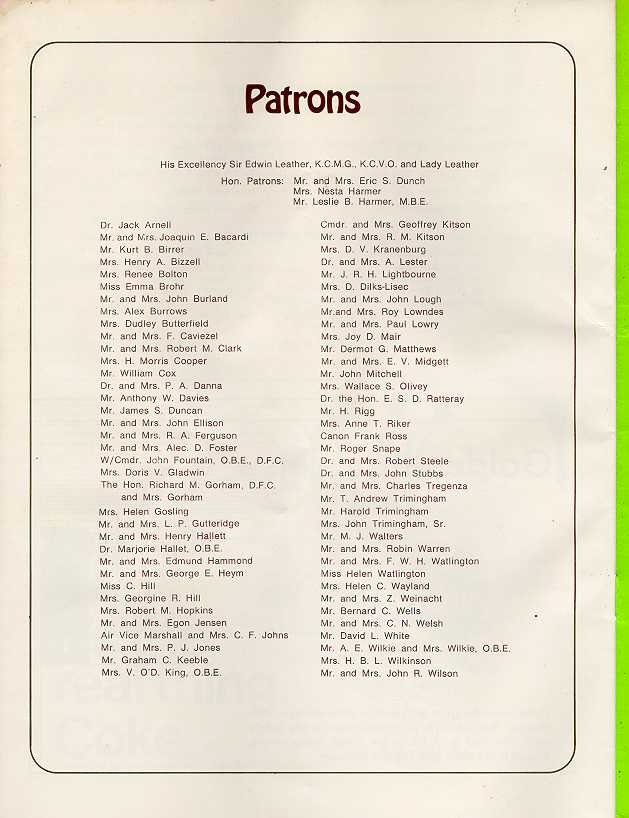 Patrons
His Excellency Sir Edwin Leather, K.C.M.G., K.C.V.O. and Lady Leather
Hon. Patrons: Mr. and Mrs. Eric S. Dunch
Mrs. Nesta Harmer
Mr. Leslie B. Harmer, M.B.E.
Dr. Jack Arnell
Mr. and Mrs. Joaquin E. Bacardi
Mr. Kurt B. Birrer
Mrs. Henry A. Bizzell
Mrs. Renee Bolton
Miss Emma Brohr
Mr. and Mrs. John Burland
Mrs. Alex Burrows
Mrs. Dudley Butterfield
Mr. and Mrs. F. Caviezel
Mr. and Mrs. Robert M. Clark
Mrs. H. Morris Cooper
Mr. William Cox
Dr. and Mrs. P. A. Danna
Mr. Anthony W. Davies
Mr. James S. Duncan
Mr. and Mrs. John Ellison
Mr. and Mrs. R. A. Ferguson
Mr. and Mrs. Alec. D. Foster
W/Cmdr. John Fountain, O.B.E., D.F.C.
Mrs. Doris V. Gladwin
The Hon. Richard M. Gorham, D.F.C.
and Mrs. Gorham
Mrs. Helen Gosling
Mr. and Mrs. L. P. Gutteridge
Mr. and Mrs. Henry Hallett
Dr. Marjorie Hallet, O.B.E.
Mr. and Mrs. Edmund Hammond
Mr. and Mrs. George E. Heym
Miss C. Hill
Mrs. Georgine R. Hill
Mrs. Robert M. Hopkins
Mr. and Mrs. Egon Jensen
Air Vice Marshall and Mrs. C. F. Johns
Mr. and Mrs. P. J. Jones
Mr. Graham C. Keeble
Mrs. V. O'D. King, O.B.E.
Cmdr. and Mrs. Geoffrey Kitson
Mr. and Mrs. R. M. Kitson
Mrs. D. V. Kranenburg
Dr. and Mrs. A. Lester
Mr. J. R. H. Lightbourne
Mrs. D. Dilks-Lisec
Mr. and Mrs. John Lough
Mr.and Mrs. Roy Lowndes
Mr. and Mrs. Paul Lowry
Mrs. Joy D. Mair
Mr. Dermot G. Matthews
Mr. and Mrs. E. V. Midgett
Mr. John Mitchell
Mrs. Wallace S. Olivey
Dr. the Hon. E. S. D. Ratteray
Mr. H. Rigg
Mrs. Anne T. Riker
Canon Frank Ross
Mr. Roger Snape
Dr. and Mrs. Robert Steele
Dr. and Mrs. John Stubbs
Mr. and Mrs. Charles Tregenza
Mr. T. Andrew Trimingham
Mr. Harold Trimingham
Mrs. John Trimingham, Sr.
Mr. M. J. Walters
Mr. and Mrs. Robin Warren
Mr. and Mrs. F. W. H. Watlington
Miss Helen Watlington
Mrs. Helen C. Wayland
Mr. and Mrs. Z. Weinacht
Mr. Bernard C. Wells
Mr. and Mrs. C. N. Welsh
Mr. David L. White
Mr. A. E. Wilkie and Mrs. Wilkie, O.B.E.
Mrs. H. B. L. Wilkinson
Mr. and Mrs. John R. Wilson